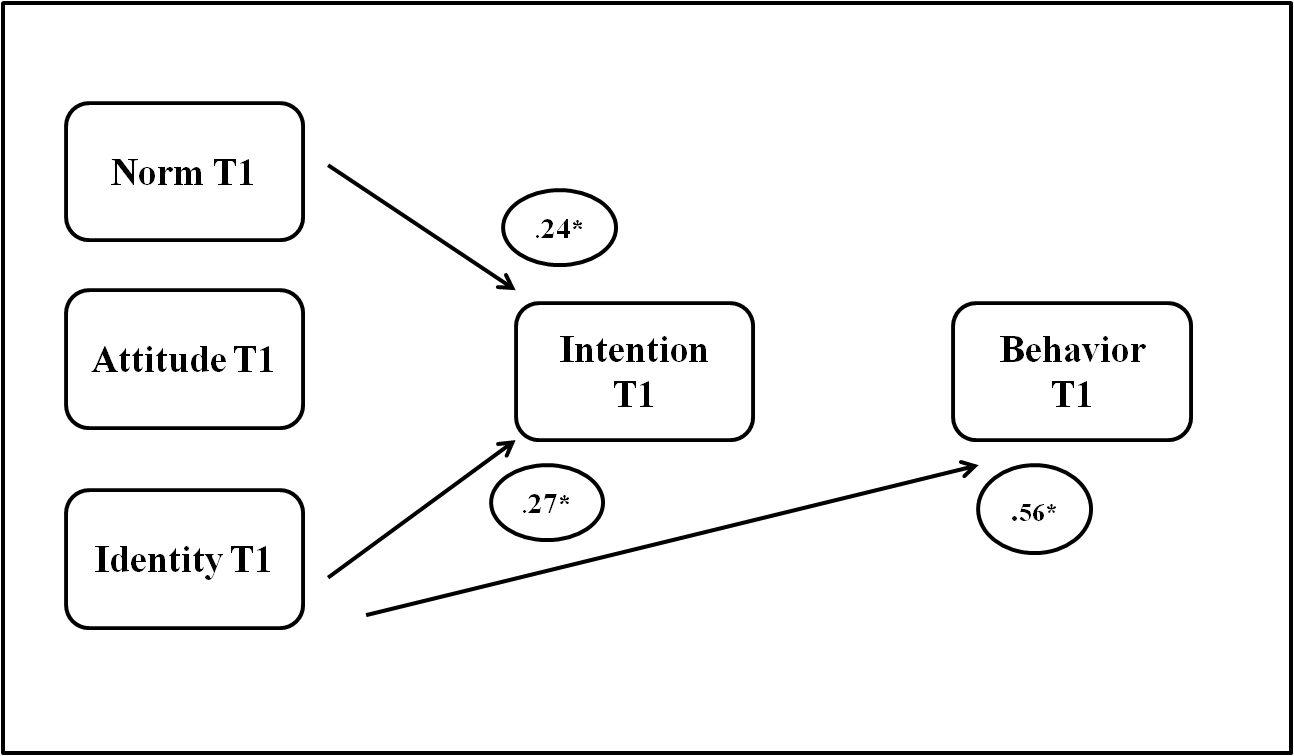 Norm T1
.24*
Attitude T1
Intention
T1
Behavior
T1
.27*
.56*
Identity T1